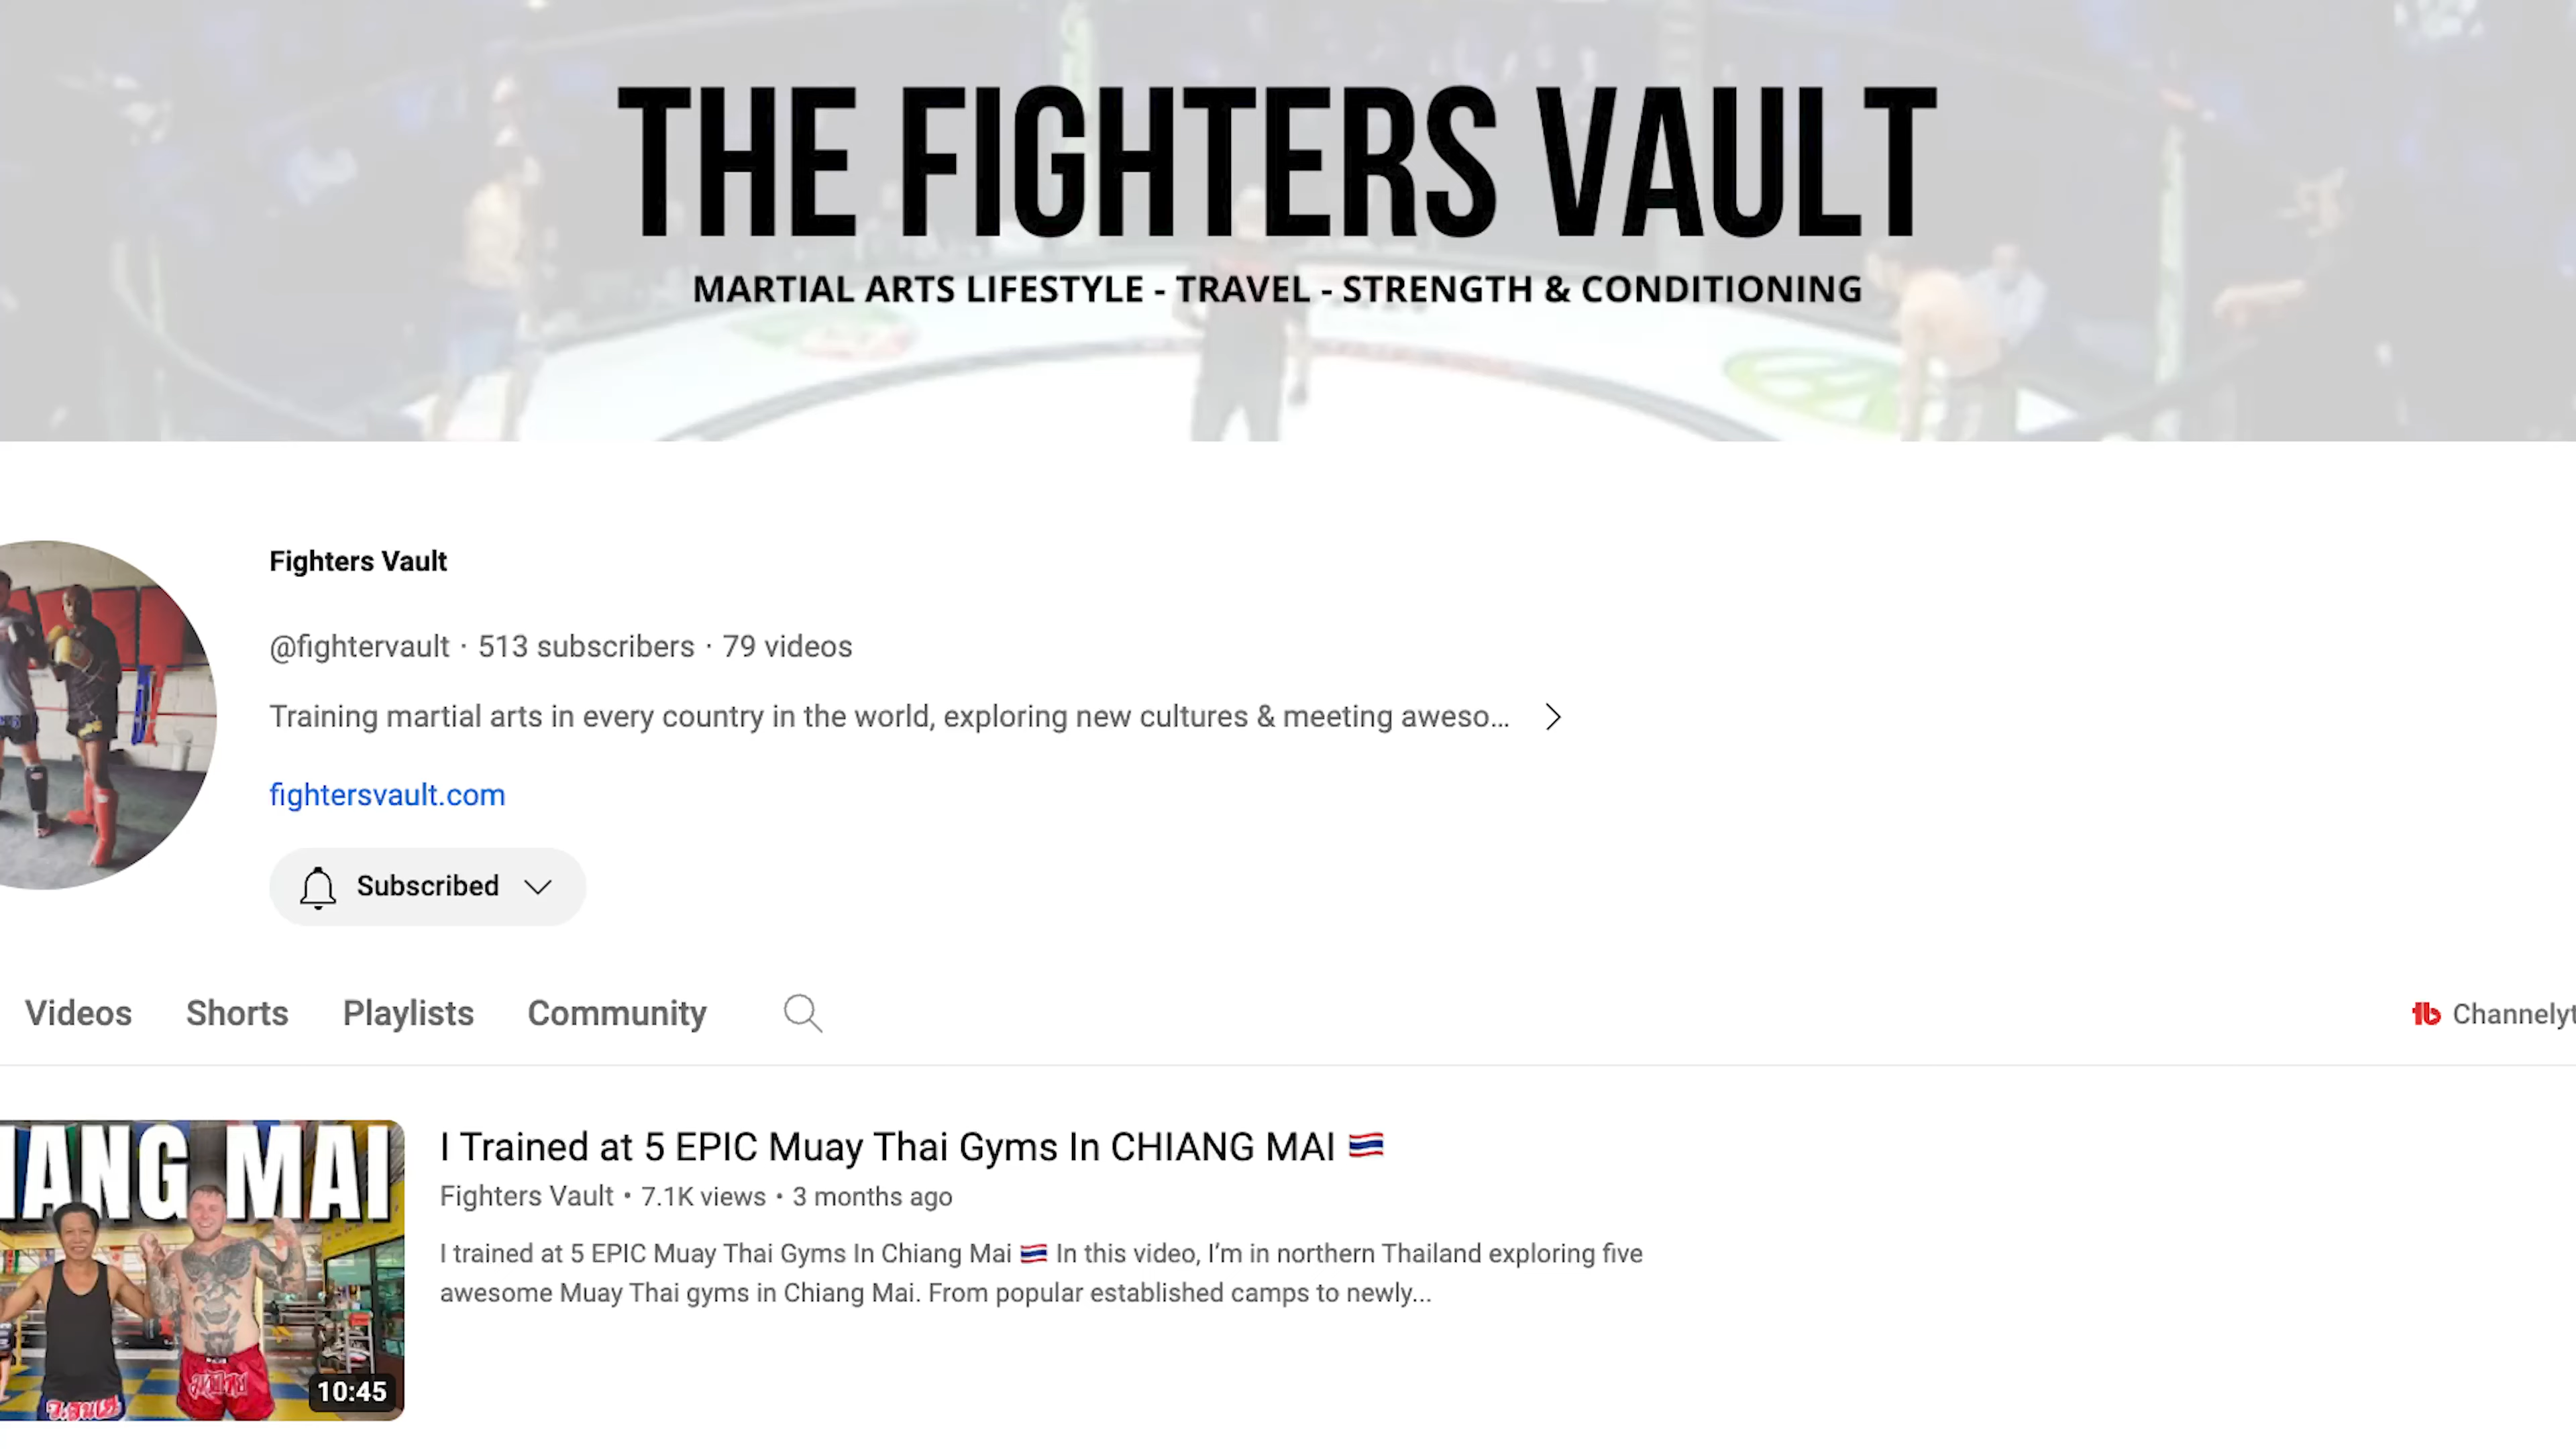 THE FIGHTERS VAULT
MARTIAL ARTS LIFESTYLE - TRAVEL - STRENGTH & CONDITIONING
Fighters Vault
@fightervault · 513 subscribers · 79 videos
Training martial arts in every country in the world, exploring new cultures & meeting aweso...
fightersvault.com
Subscribed
Videos Shorts Playlists Community
Channelyt
IANG MAI
10:45
I Trained at 5 EPIC Muay Thai Gyms In CHIANG MAI 🇹🇭
Fighters Vault • 7.1K views • 3 months ago
I trained at 5 EPIC Muay Thai Gyms In Chiang Mai 🇹🇭 In this video, I’m in northern Thailand exploring five
awesome Muay Thai gyms in Chiang Mai. From popular established camps to newly...